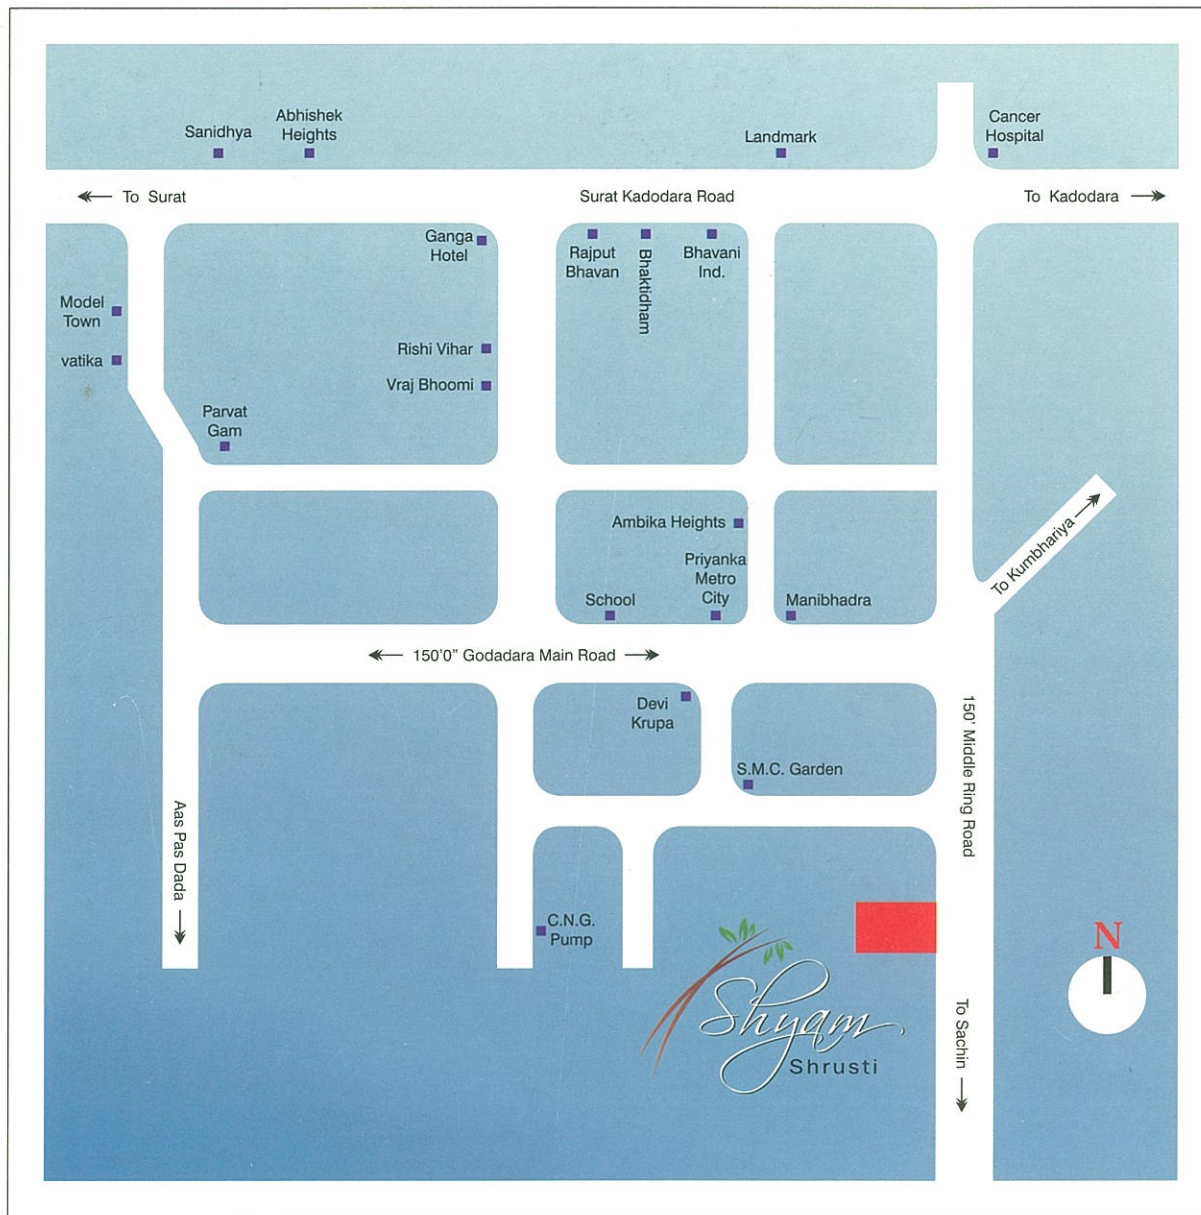 Sanidhya
Abhishek
Heights
Landmark
Cancer
Hospital
To Surat
Surat Kadodara Road
To Kadodara
Ganga
Hotel
Rajput
Bhavan
Bhaktidham
Bhavani
Ind.
Model
Town
vatika
Rishi Vihar
Vraj Bhoomi
Parvat
Gam
Ambika Heights
Priyanka
Metro
City
School
Manibhadra
To Kumbhariya
150'0" Godadara Main Road
Devi
Krupa
S.M.C. Garden
150' Middle Ring Road
Aas Pas Dada
C.N.G.
Pump
N
Shyam
Shrusti
To Sachin